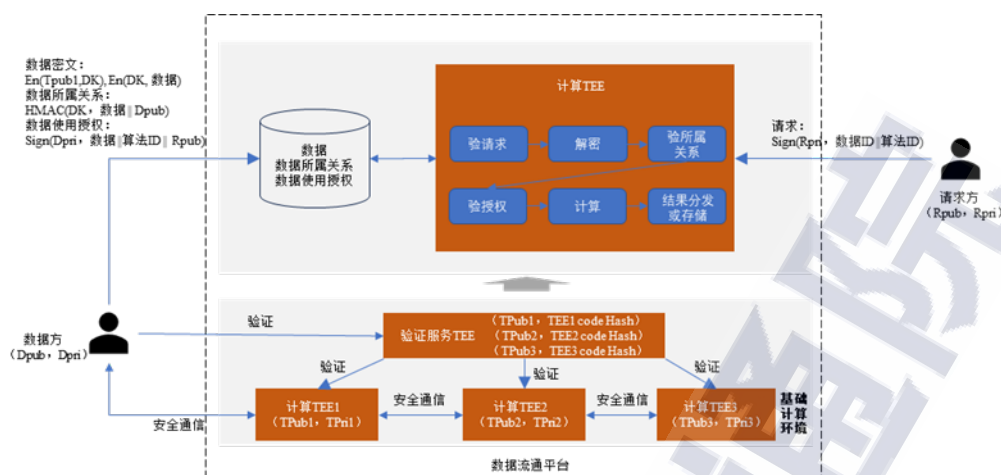 数据密文：
En(Tpub1,DK),En(DK, 数据)
数据所属关系：
HMAC(DK，数据||Dpub)
数据使用授权：
Sign(Dpri，数据||算法ID||Rpub)
数据
数据所属关系
数据使用授权
计算TEE
验请求
解密
验所属
关系
验授权
计算
结果分发
或存储
请求：
Sign(Rpri，数据ID||算法ID)
请求方
（Rpub，Rpri）
数据方
（Dpub，Dpri）
验证
验证服务TEE
（TPub1，TEE1 code Hash）
（TPub2，TEE2 code Hash）
（TPub3，TEE3 code Hash）
验证
验证
验证
安全通信
计算TEE1
（TPub1，TPri1）
安全通信
计算TEE2
（TPub2，TPri2）
安全通信
计算TEE3
（TPub3，TPri3）
基础
计算
环境
数据流通平台